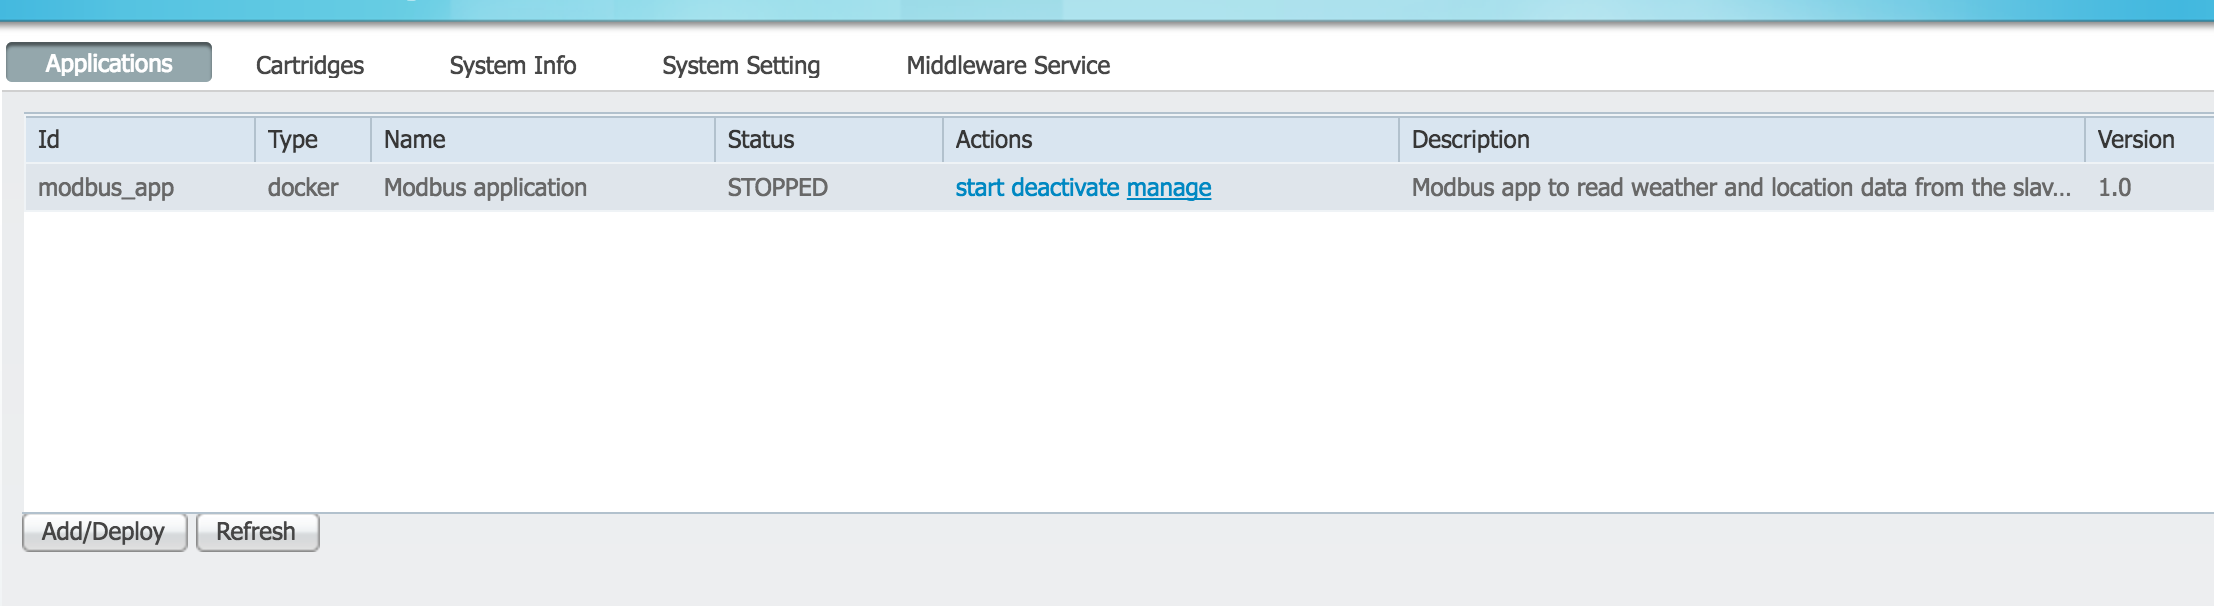 Applications Cartridges System Info System Setting Middleware Service
Id Type Name Status Actions Description Version
modbus_app docker Modbus application STOPPED start deactivate manage Modbus app to read weather and location data from the slav... 1.0
Add/Deploy Refresh